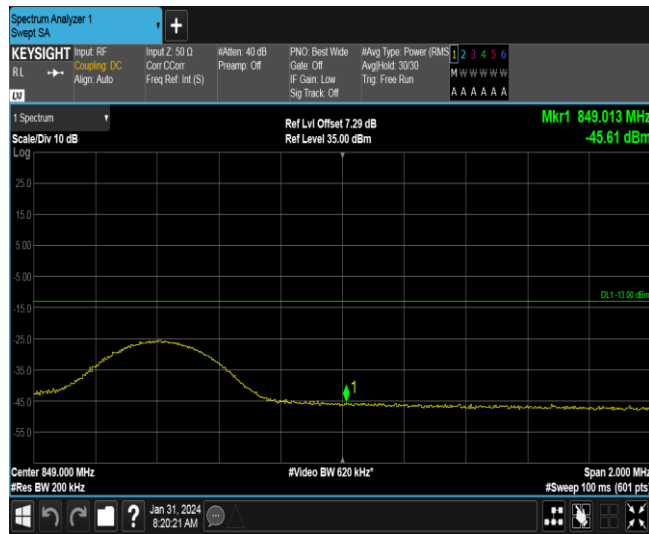 Spectrum Analyzer 1
Swept SA
+
KEYSIGHT
RL
LXI
Input: RF
Coupling: DC
Align: Auto
Input Z: 50 Ω
Corr CCorr
Freq Ref: Int (S)
#Atten: 40 dB
Preamp: Off
PNO: Best Wide
Gate: Off
IF Gain: Low
Sig Track: Off
#Avg Type: Power (RMS
Avg|Hold: 30/30
Trig: Free Run
1 2 3 4 5 6
M W W W W W
A A A A A A
1 Spectrum
Scale/Div 10 dB
Ref Lvl Offset 7.29 dB
Ref Level 35.00 dBm
Mkr1 849.013 MHz
-45.61 dBm
Log
25.0
15.0
5.00
-5.00
DL1 -13.00 dBm
-15.0
-25.0
-35.0
-45.0
1
-55.0
Center 849.000 MHz
#Video BW 620 kHz*
Span 2.000 MHz
#Res BW 200 kHz
#Sweep 100 ms (601 pts
?
Jan 31, 2024
8:20:21 AM